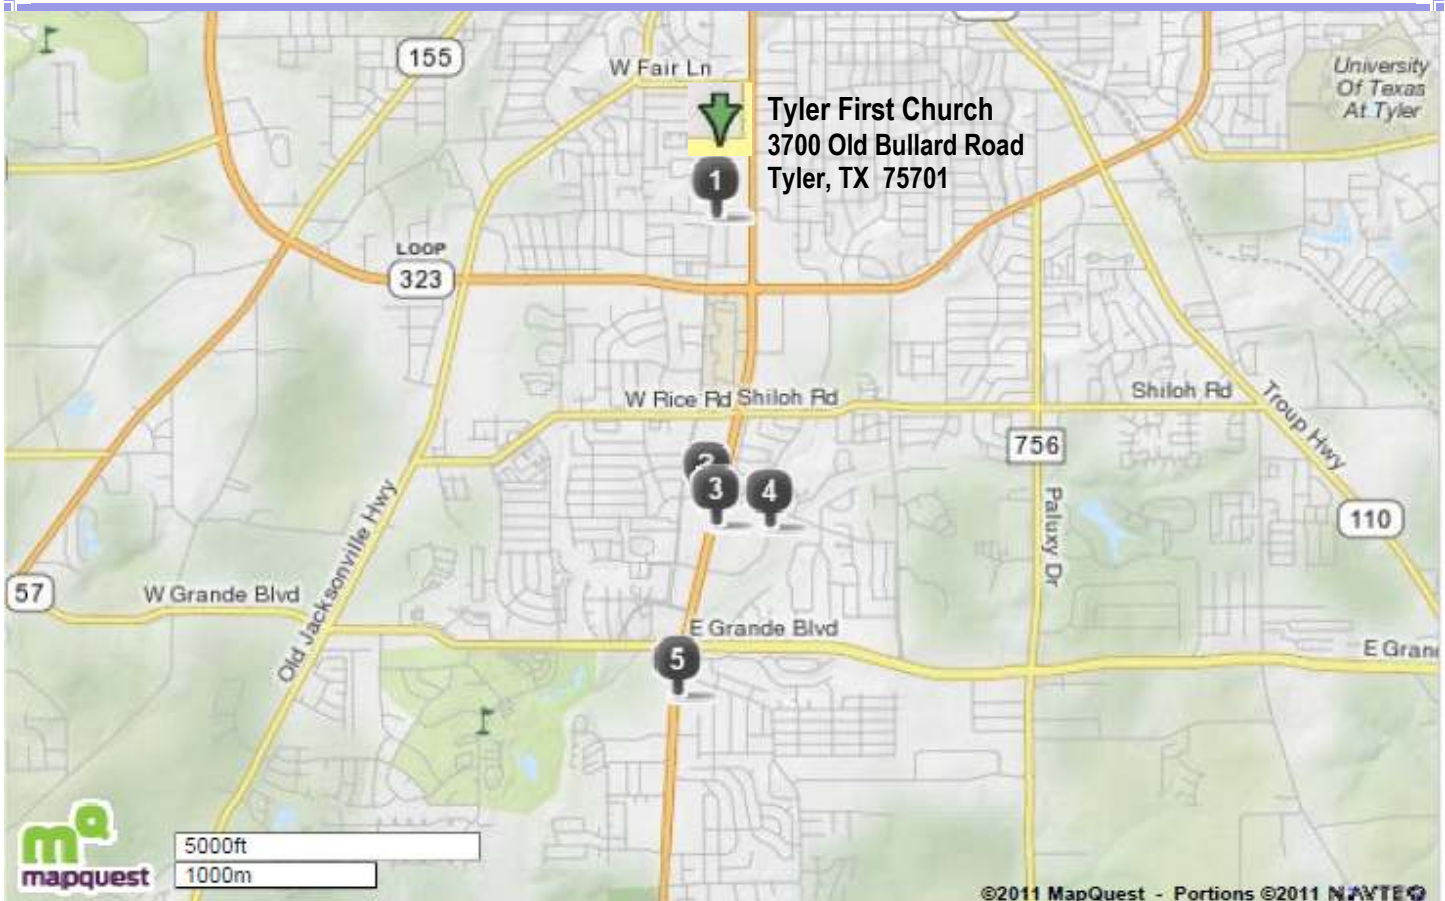 155
W Fair Ln
University
Of Texas
At Tyler
Tyler First Church
3700 Old Bullard Road
Tyler, TX 75701
1
LOOP
323
W Rice Rd
Shiloh Rd
Shiloh Rd
Troup Hwy
756
2
3
4
110
Old Jacksonville Hwy
Paluxy Dr
57
W Grande Blvd
E Grande Blvd
E Gran
5
mq
mapquest
5000ft
1000m
©2011 MapQuest - Portions ©2011 NAVTEQ